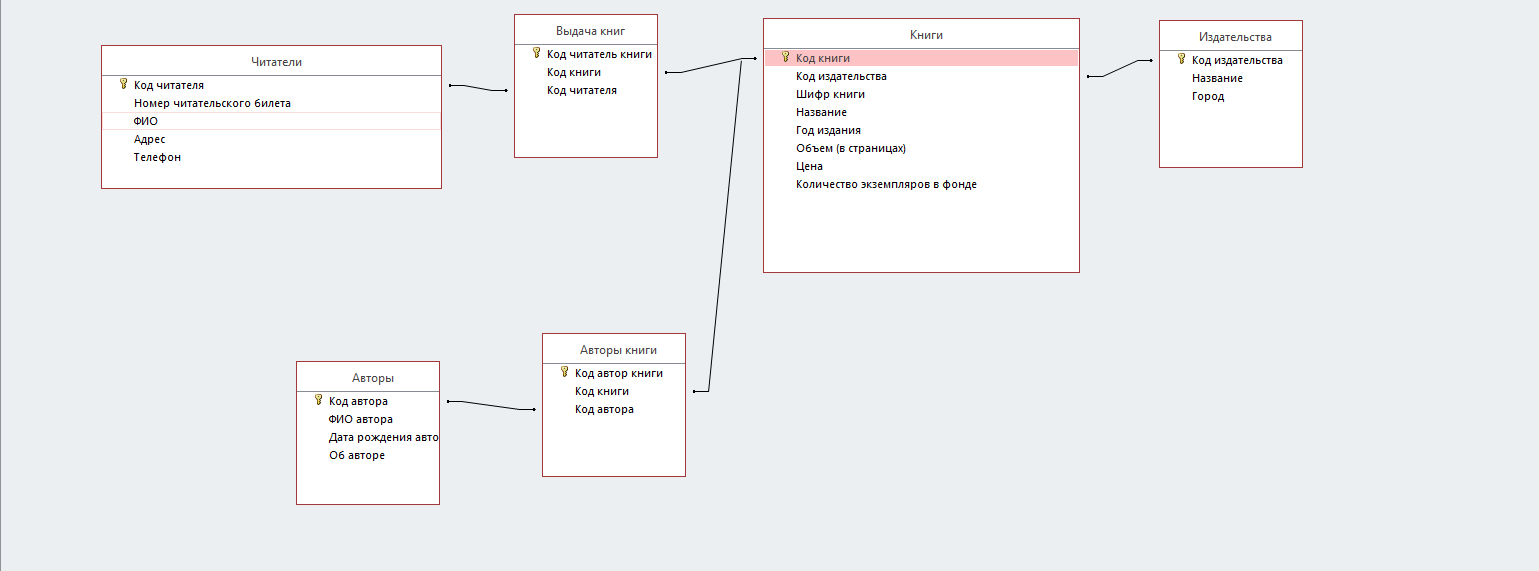 Читатели
Код читателя
Номер читательского билета
ФИО
Адрес
Телефон
Выдача книг
Код читатель книги
Код книги
Код читателя
Книги
Код книги
Код издательства
Шифр книги
Название
Год издания
Объем (в страницах)
Цена
Количество экземпляров в фонде
Издательства
Код издательства
Название
Город
Авторы
Код автора
ФИО автора
Дата рождения авто
Об авторе
Авторы книги
Код автор книги
Код книги
Код автора